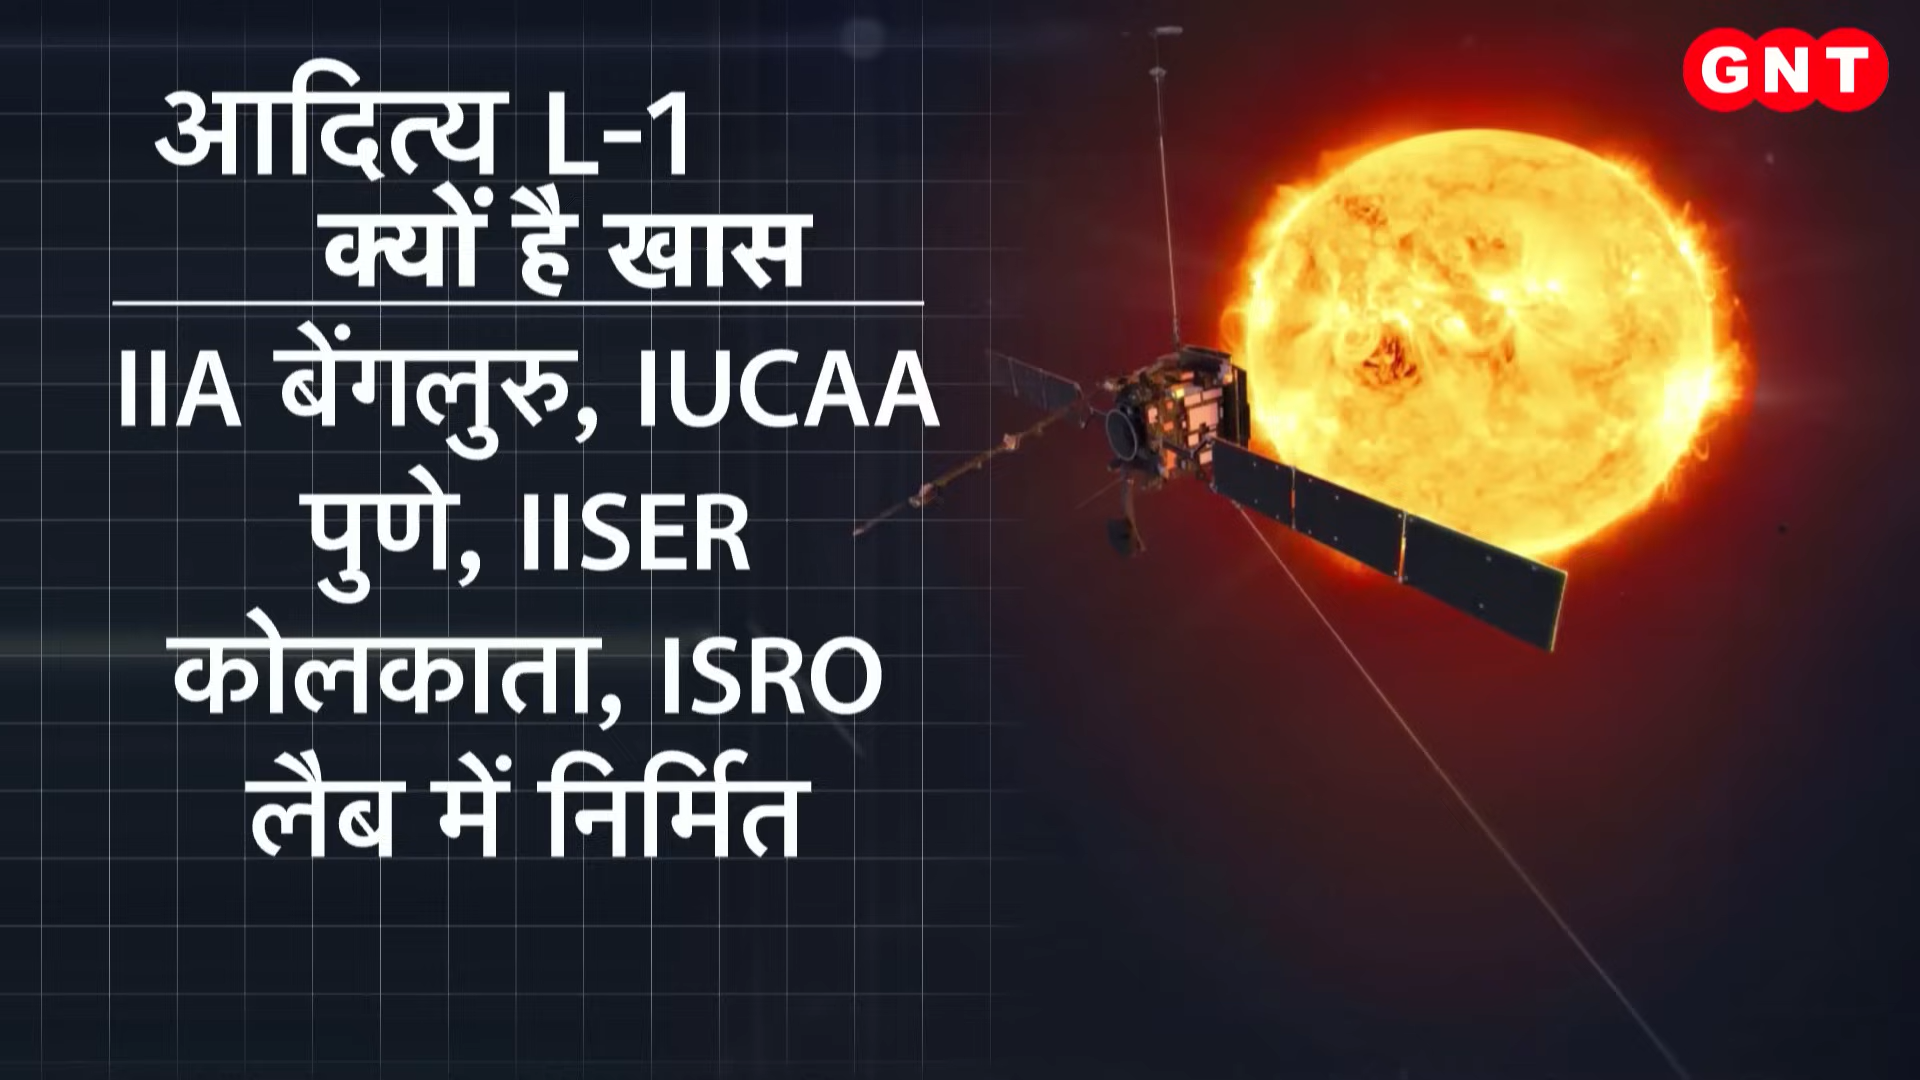 आदित्य L-1
क्यों है खास
IIA बेंगलुरु, IUCAA
पुणे, IISER
कोलकाता, ISRO
लैब में निर्मित
GNT